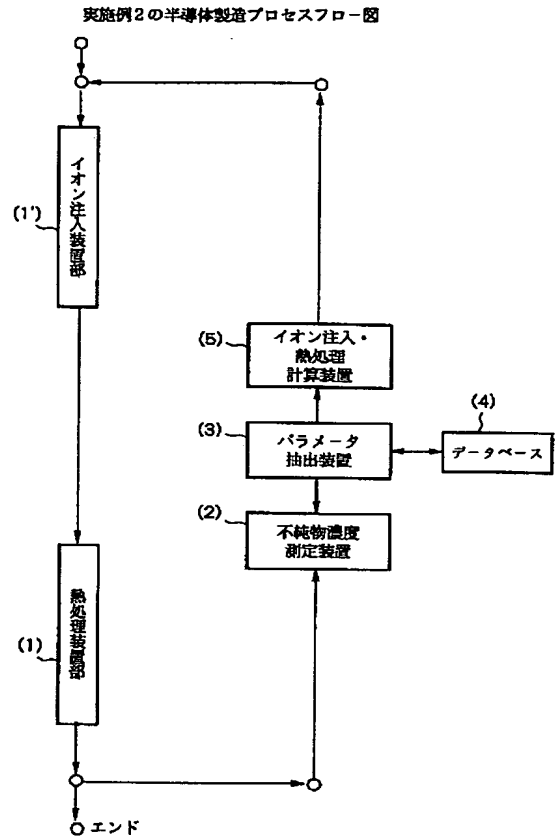 実施例2の半導体製造プロセスフロー図
イオン注入装置部
(1')
(5)
イオン注入・
熱処理
計算装置
(4)
(3)
パラメータ
抽出装置
データベース
(2)
不純物濃度
測定装置
熱処理装置部
(1)
エンド